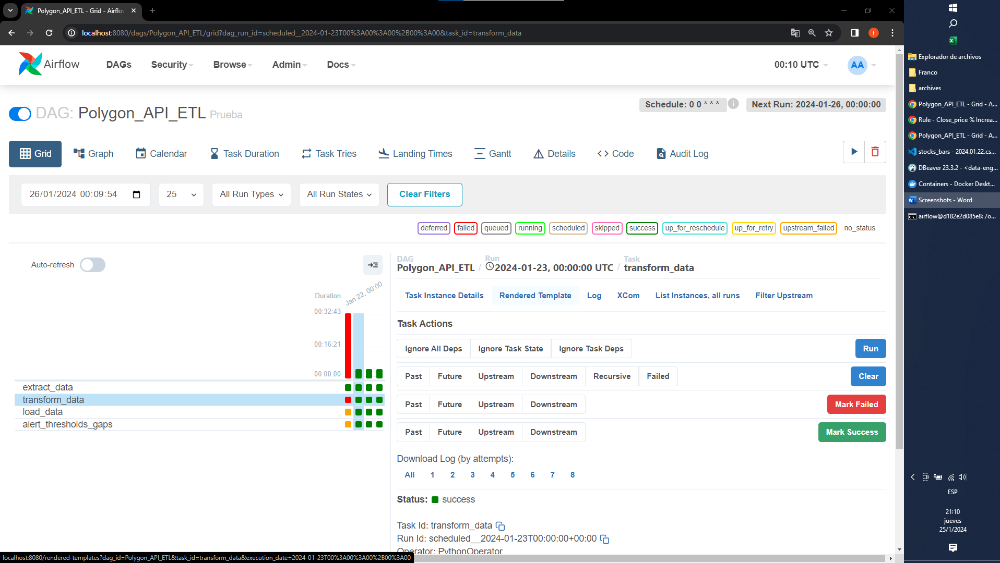 Polygon_API_ETL - Grid - Airflow
localhost:8080/dags/Polygon_API_ETL/grid?dag_run_id=scheduled__2024-01-23T00%3A00%3A00%2B00%3A00&task_id=transform_data
f
Airflow
DAGs
Security
Browse
Admin
Docs
00:10 UTC
AA
DAG: Polygon_API_ETL Prueba
Schedule: 0 0 * * *
Next Run: 2024-01-26, 00:00:00
Grid
Graph
Calendar
Task Duration
Task Tries
Landing Times
Gantt
Details
Code
Audit Log
26/01/2024 00:09:54
25
All Run Types
All Run States
Clear Filters
deferred
failed
queued
running
scheduled
skipped
success
up_for_reschedule
up_for_retry
upstream_failed
no_status
Auto-refresh
Jan 22, 00:00
Duration
00:32:43
00:16:21
00:00:00
extract_data
transform_data
load_data
alert_thresholds_gaps
DAG
Polygon_API_ETL
/
Run
2024-01-23, 00:00:00 UTC
/
Task
transform_data
Task Instance Details
Rendered Template
Log
XCom
List Instances, all runs
Filter Upstream
Task Actions
Ignore All Deps
Ignore Task State
Ignore Task Deps
Run
Past
Future
Upstream
Downstream
Recursive
Failed
Clear
Past
Future
Upstream
Downstream
Mark Failed
Past
Future
Upstream
Downstream
Mark Success
Download Log (by attempts):
All
1
2
3
4
5
6
7
8
Status: success
Task Id: transform_data
Run Id: scheduled__2024-01-23T00:00:00+00:00
Operator: PythonOperator
localhost:8080/rendered-templates?dag_id=Polygon_API_ETL&task_id=transform_data&execution_date=2024-01-23T00%3A00%3A00%2B00%3A00
Explorador de archivos
Franco
archives
Polygon_API_ETL - Grid - A...
Rule - Close_price % Increa...
Polygon_API_ETL - Grid - A...
stocks_bars - 2024.01.22.cs...
DBeaver 23.3.2 - <data-eng...
Containers - Docker Deskt...
Screenshots - Word
airflow@d182e2d085e8: /o...
ESP
21:10
jueves
25/1/2024